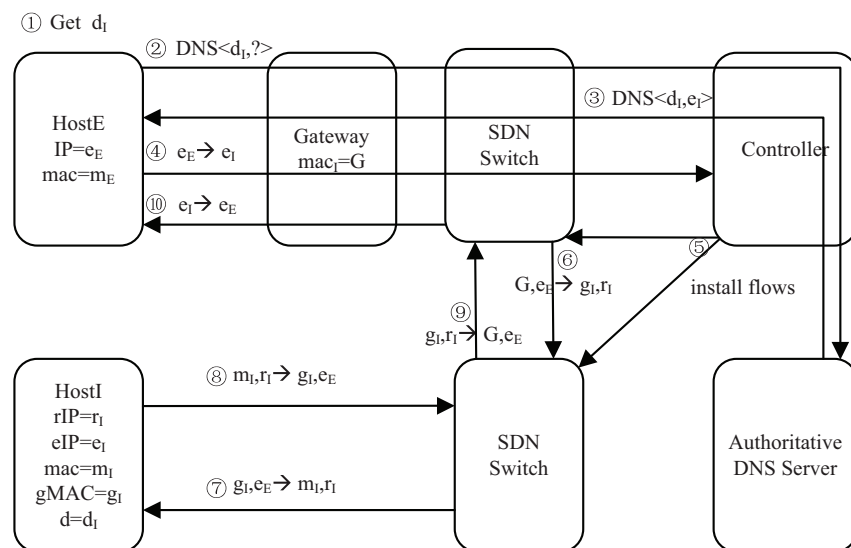 ① Get d_I
② DNS<d_I,?>
③ DNS<d_I,e_I>
HostE
IP=e_E
mac=m_E
Gateway
mac_I=G
SDN
Switch
Controller
④ e_E→ e_I
⑩ e_I→ e_E
⑤
install flows
⑥
G,e_E→ g_I,r_I
⑨
g_I,r_I→ G,e_E
⑧ m_I,r_I→ g_I,e_E
⑦ g_I,e_E→ m_I,r_I
HostI
rIP=r_I
eIP=e_I
mac=m_I
gMAC=g_I
d=d_I
SDN
Switch
Authoritative
DNS Server